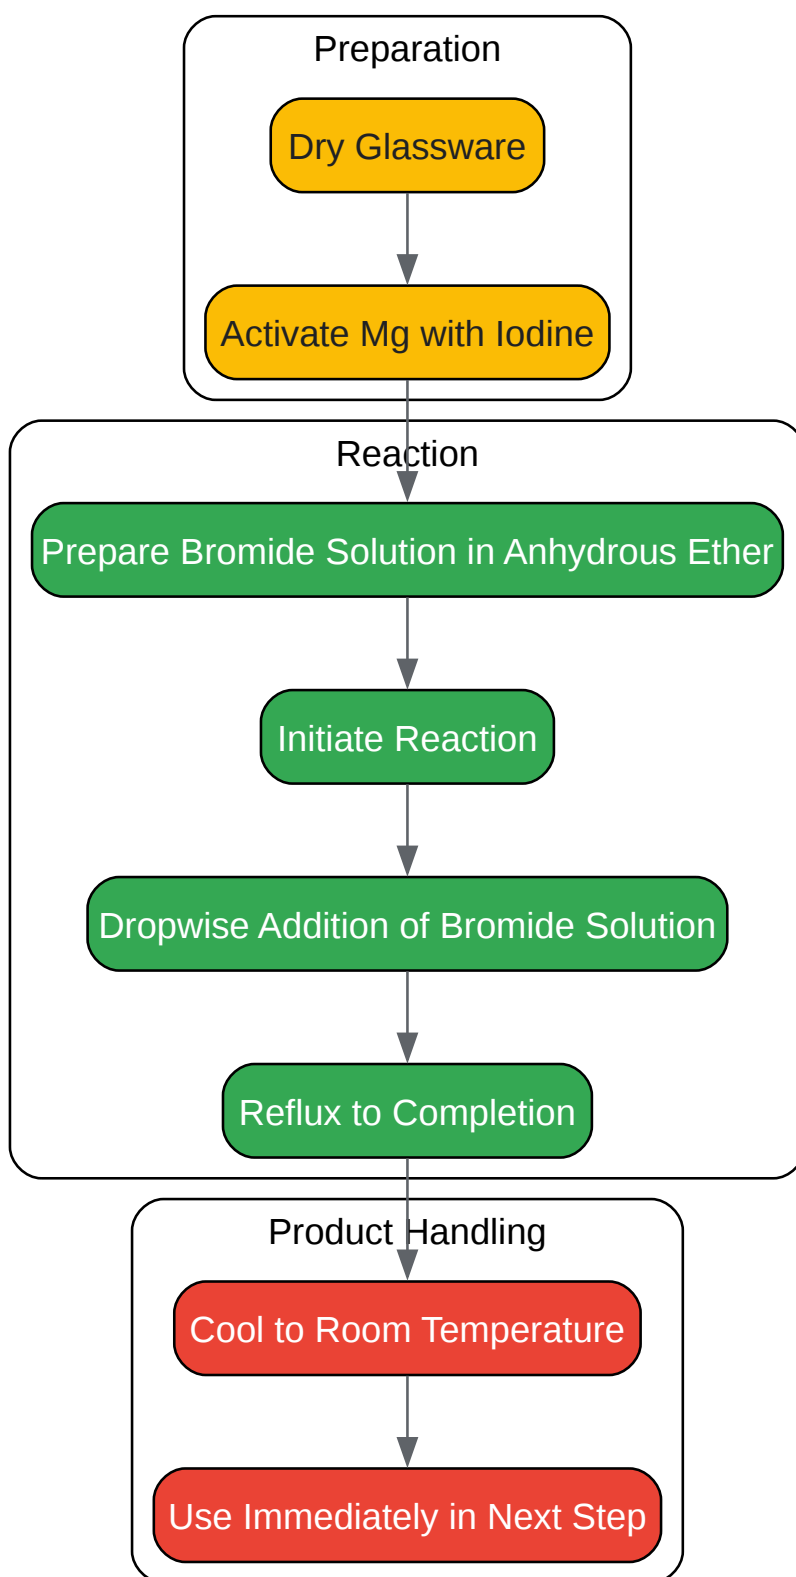 Preparation
Dry Glassware
Activate Mg with Iodine
Reaction
Prepare Bromide Solution in Anhydrous Ether
Initiate Reaction
Dropwise Addition of Bromide Solution
Reflux to Completion
Product Handling
Cool to Room Temperature
Use Immediately in Next Step